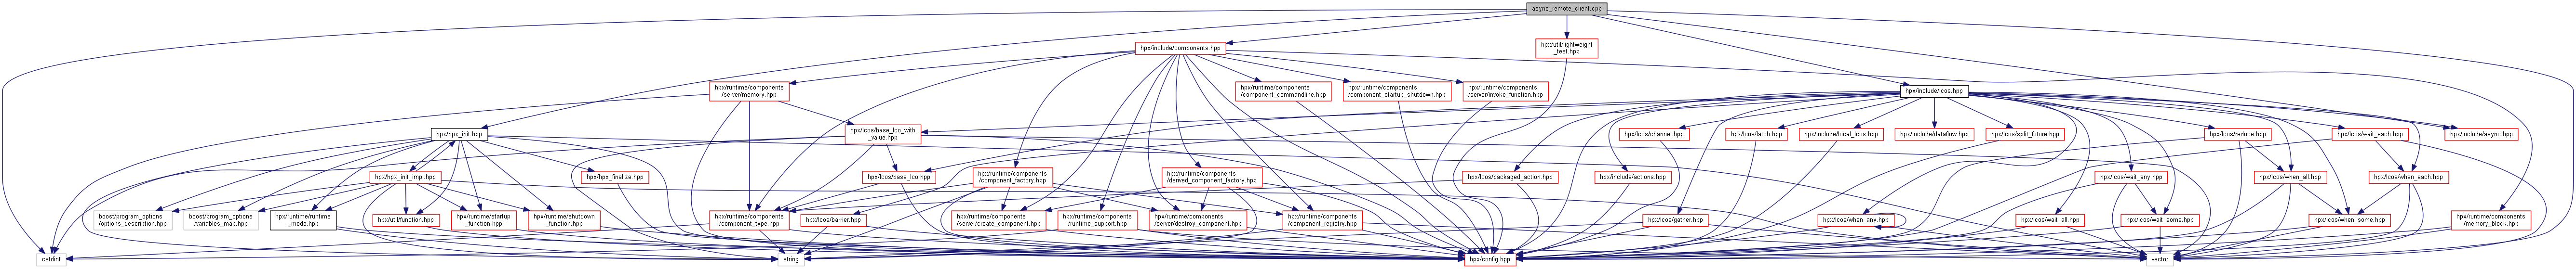 async_remote_client.cpp
hpx/include/components.hpp
hpx/util/lightweight
_test.hpp
hpx/runtime/components
/server/memory.hpp
hpx/runtime/components
/component_commandline.hpp
hpx/runtime/components
/component_startup_shutdown.hpp
hpx/runtime/components
/server/invoke_function.hpp
hpx/include/lcos.hpp
hpx/hpx_init.hpp
hpx/lcos/base_lco_with
_value.hpp
hpx/lcos/channel.hpp
hpx/lcos/latch.hpp
hpx/include/local_lcos.hpp
hpx/include/dataflow.hpp
hpx/lcos/split_future.hpp
hpx/lcos/reduce.hpp
hpx/lcos/wait_each.hpp
hpx/include/async.hpp
hpx/hpx_init_impl.hpp
hpx/hpx_finalize.hpp
hpx/lcos/base_lco.hpp
hpx/runtime/components
/component_factory.hpp
hpx/runtime/components
/derived_component_factory.hpp
hpx/lcos/packaged_action.hpp
hpx/include/actions.hpp
hpx/lcos/wait_any.hpp
hpx/lcos/when_all.hpp
hpx/lcos/when_each.hpp
boost/program_options
/options_description.hpp
boost/program_options
/variables_map.hpp
hpx/runtime/runtime
_mode.hpp
hpx/util/function.hpp
hpx/runtime/startup
_function.hpp
hpx/runtime/shutdown
_function.hpp
hpx/runtime/components
/component_type.hpp
hpx/lcos/barrier.hpp
hpx/runtime/components
/server/create_component.hpp
hpx/runtime/components
/runtime_support.hpp
hpx/runtime/components
/server/destroy_component.hpp
hpx/runtime/components
/component_registry.hpp
hpx/lcos/gather.hpp
hpx/lcos/when_any.hpp
hpx/lcos/wait_all.hpp
hpx/lcos/wait_some.hpp
hpx/lcos/when_some.hpp
hpx/runtime/components
/memory_block.hpp
cstdint
string
hpx/config.hpp
vector